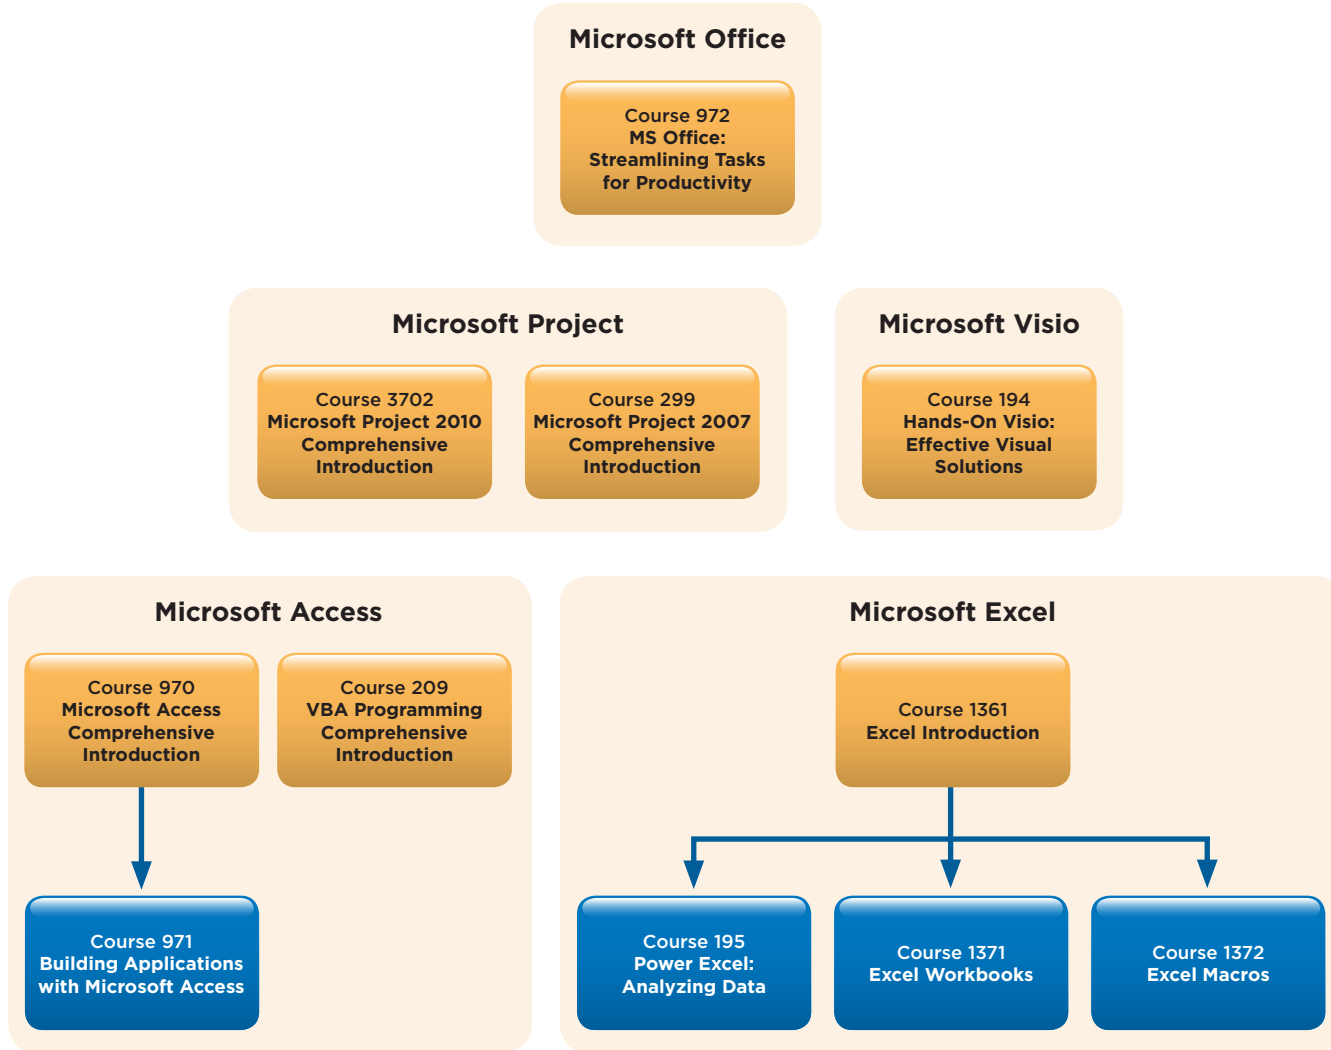 Microsoft Office
Course 972
MS Office:
Streamlining Tasks
for Productivity
Microsoft Project
Course 3702
Microsoft Project 2010
Comprehensive
Introduction
Course 299
Microsoft Project 2007
Comprehensive
Introduction
Microsoft Visio
Course 194
Hands-On Visio:
Effective Visual
Solutions
Microsoft Access
Course 970
Microsoft Access
Comprehensive
Introduction
Course 209
VBA Programming
Comprehensive
Introduction
Course 971
Building Applications
with Microsoft Access
Microsoft Excel
Course 1361
Excel Introduction
Course 195
Power Excel:
Analyzing Data
Course 1371
Excel Workbooks
Course 1372
Excel Macros